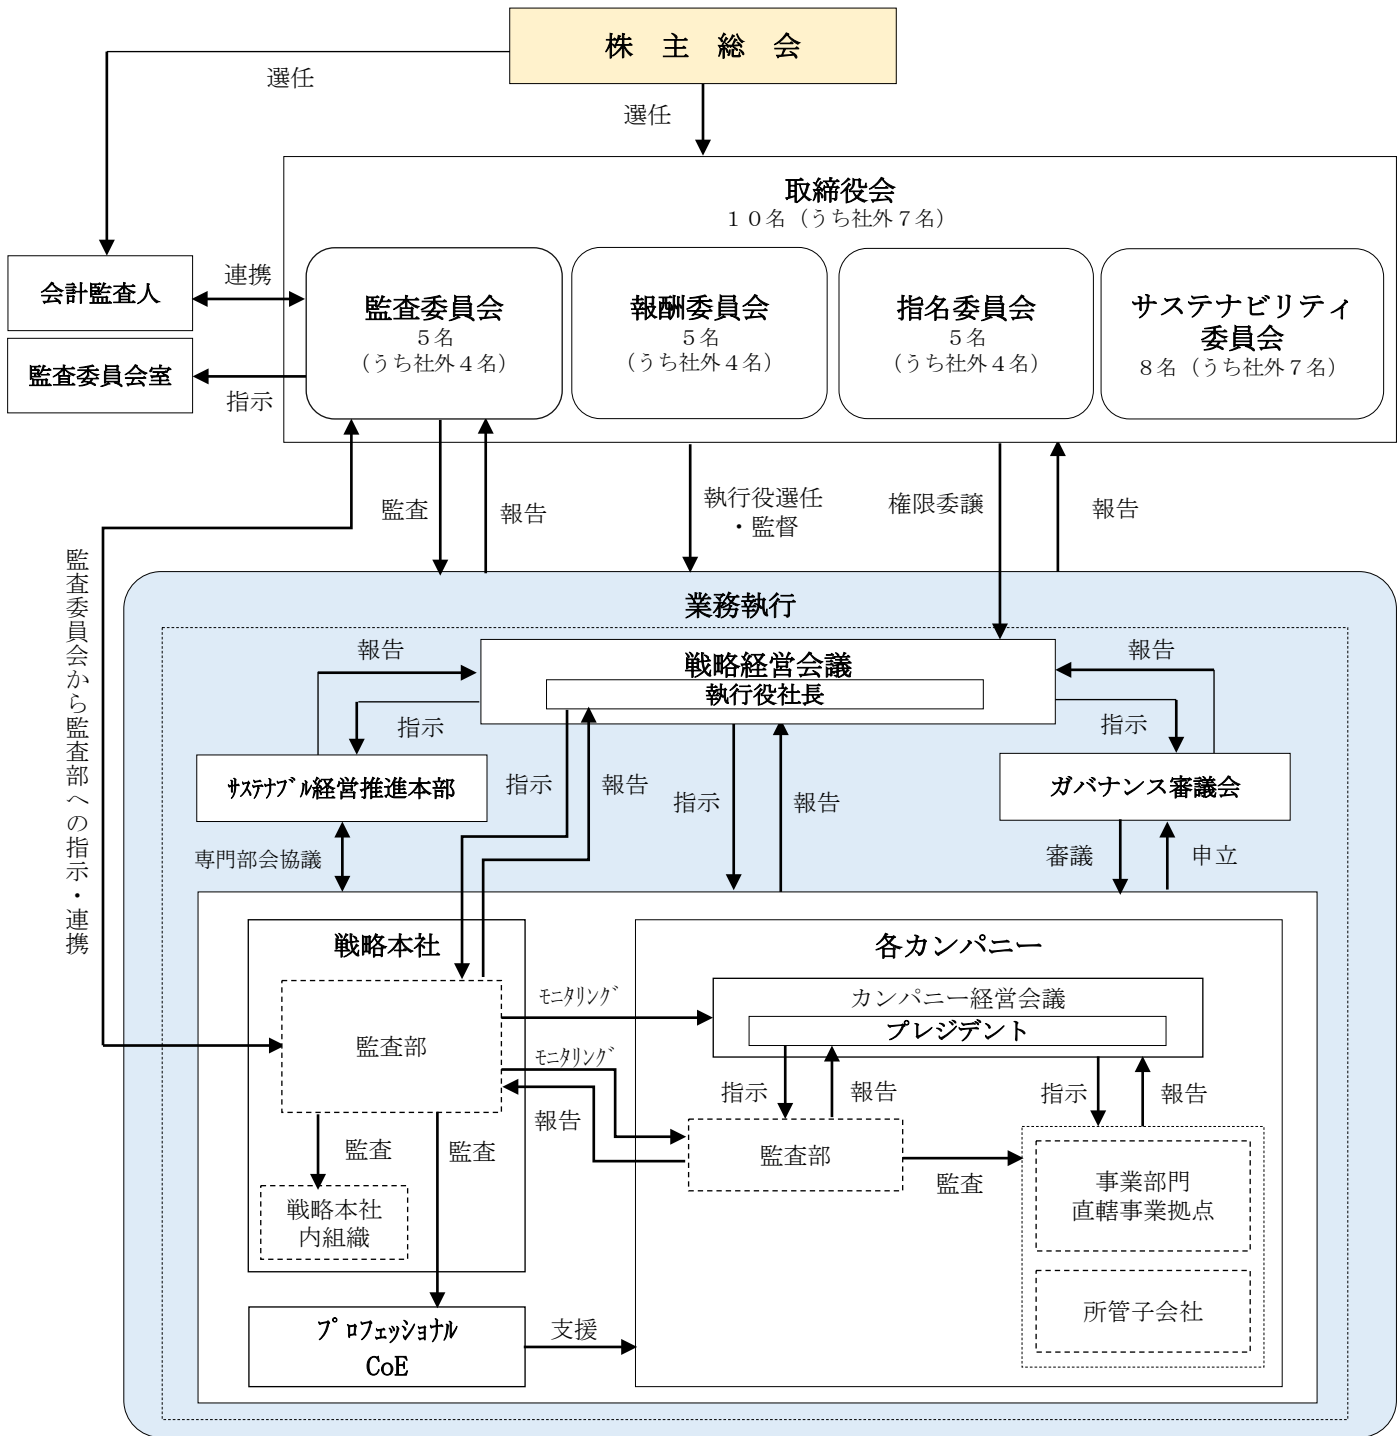 株 主 総 会
選任
選任
取締役会
１０名（うち社外７名）
会計監査人
連携
監査委員会
５名
（うち社外４名）
報酬委員会
５名
（うち社外４名）
指名委員会
５名
（うち社外４名）
サステナビリティ
委員会
８名（うち社外７名）
監査委員会室
指示
監査
報告
執行役選任
・監督
権限委譲
報告
監査委員会から監査部への指示・連携
業務執行
戦略経営会議
執行役社長
報告
指示
報告
指示
ｻｽﾃﾅﾌﾞﾙ経営推進本部
指示
報告
指示
報告
ガバナンス審議会
専門部会協議
審議
申立
戦略本社
監査部
監査
監査
戦略本社
内組織
ﾓﾆﾀﾘﾝｸﾞ
ﾓﾆﾀﾘﾝｸﾞ
報告
各カンパニー
カンパニー経営会議
プレジデント
指示
報告
指示
報告
監査部
監査
事業部門
直轄事業拠点
所管子会社
ﾌﾟﾛﾌｪｯｼｮﾅﾙ
CoE
支援